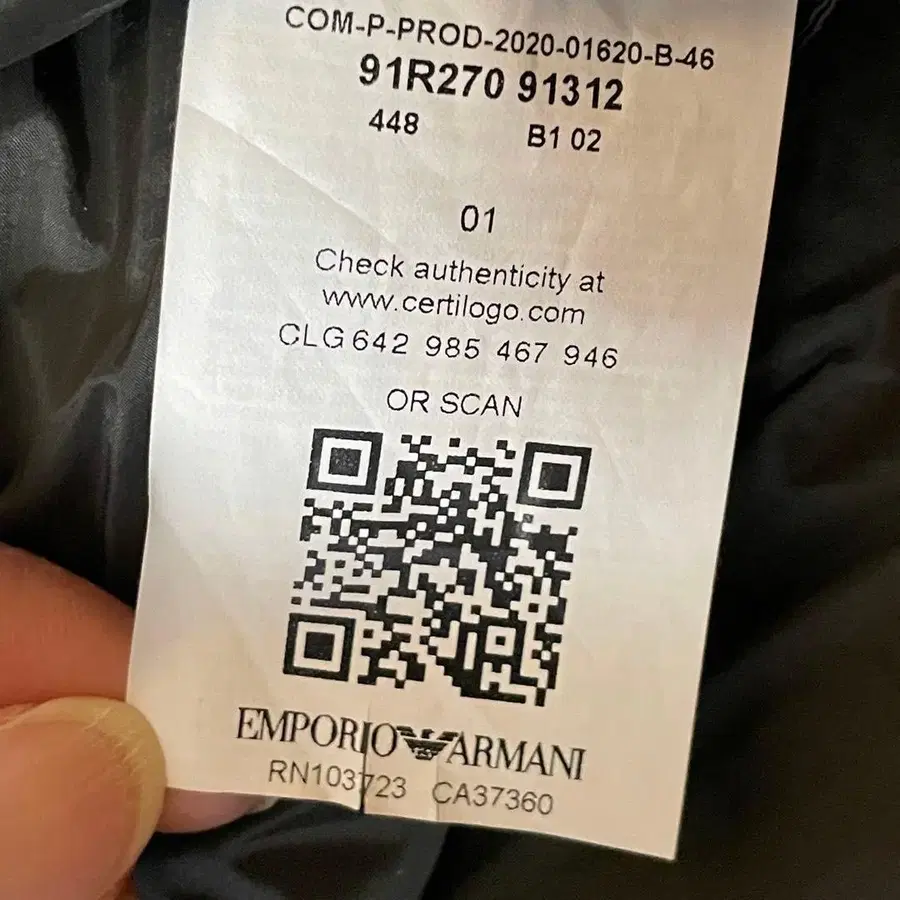 COM-P-PROD-2020-01620-B-46
91R270 91312
448 B1 02
01
Check authenticity at
www.certilogo.com
CLG 642 985 467 946
OR SCAN
EMPORIO ARMANI
RN103723 CA37360